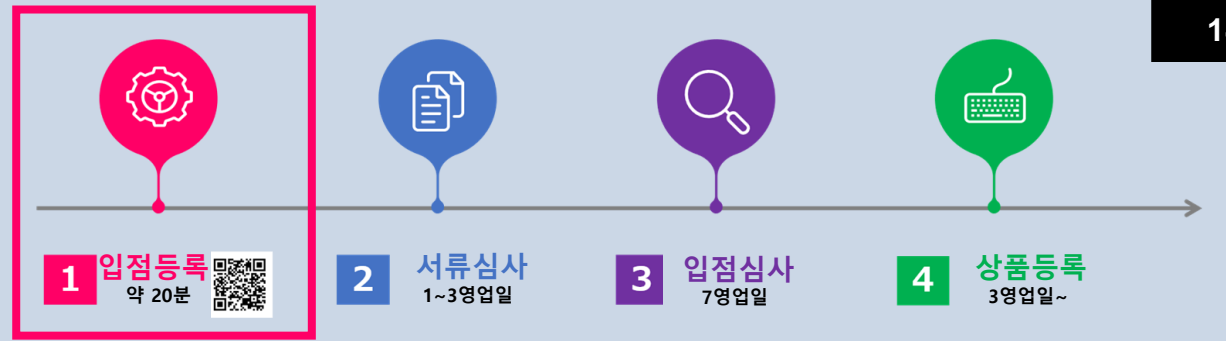 1 입점등록
약 20분
2 서류심사
1~3영업일
3 입점심사
7영업일
4 상품등록
3영업일~